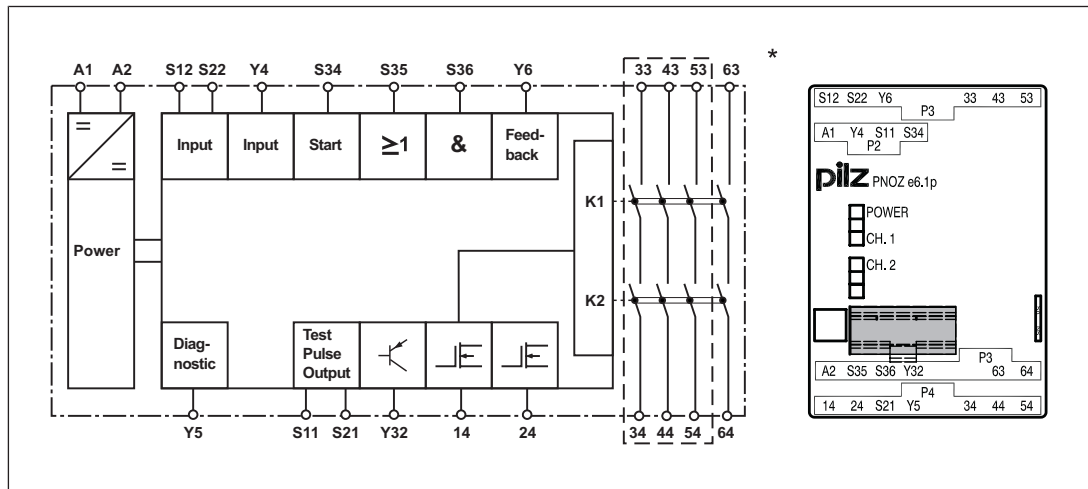 A1 A2 S12 S22 Y4 S34 S35 S36 Y6 33 43 53 63 *
= =
Input Input Start ≥1 & Feed-
back
Power
K1
K2
Diag-
nostic
Test
Pulse
Output
Y5 S11 S21 Y32 14 24 34 44 54 64
S12 S22 Y6 33 43 53
P3
A1 Y4 S11 S34
P2
pilz PNOZ e6.1p
POWER
CH. 1
CH. 2
P3
A2 S35 S36 Y32 63 64
P4
14 24 S21 Y5 34 44 54